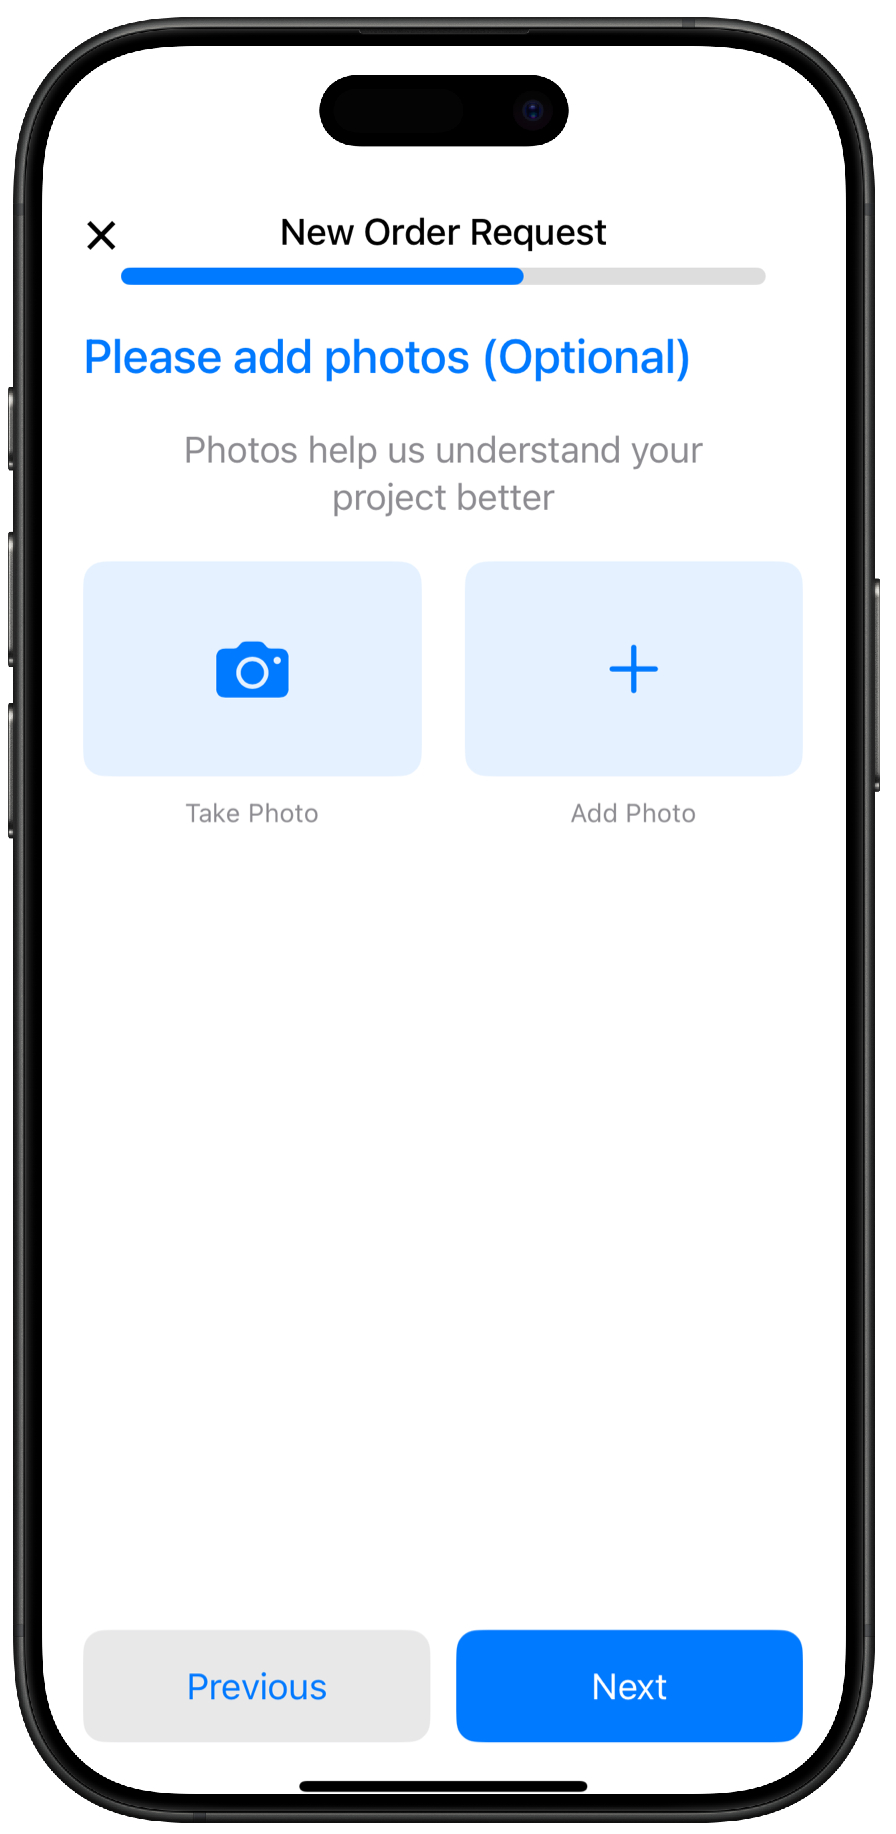 New Order Request
Please add photos (Optional)
Photos help us understand your
project better
Take Photo
Add Photo
Previous
Next